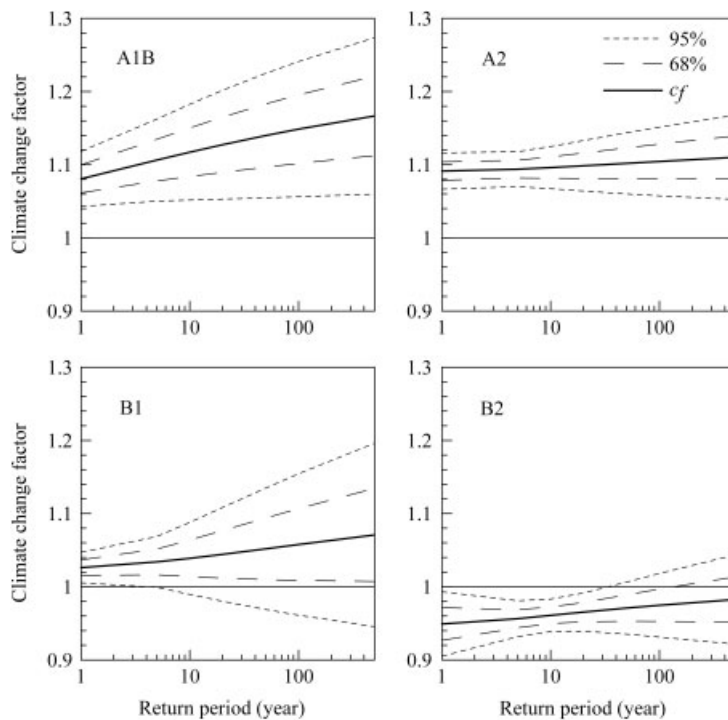 1.3
1.2
1.1
1
0.9
Climate change factor
A1B
1 10 100
A2
95%
68%
cf
1 10 100
1.3
1.2
1.1
1
0.9
1.3
1.2
1.1
1
0.9
Climate change factor
B1
1 10 100
Return period (year)
1.3
1.2
1.1
1
0.9
B2
1 10 100
Return period (year)